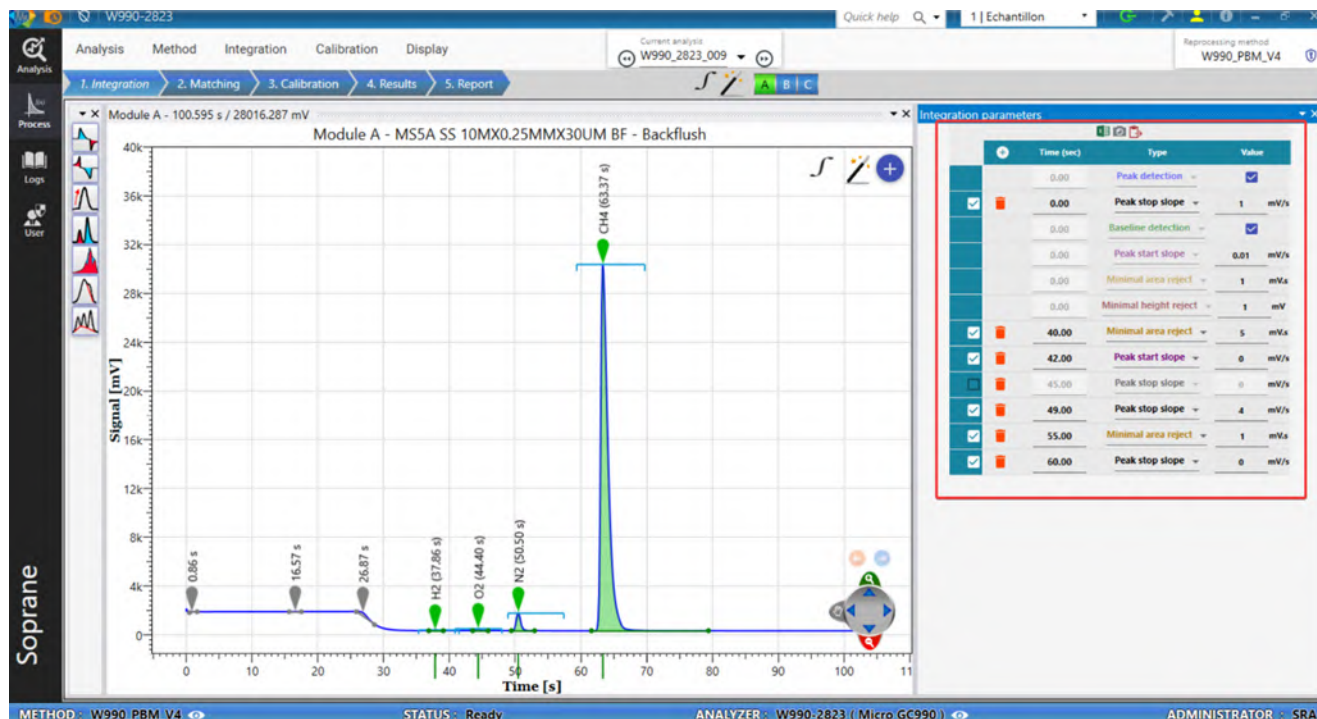 W990-2823
Quick help
1 | Echantillon
Analysis Method Integration Calibration Display
Current analysis
W990_2823_009
Reprocessing method
W990_PBM_V4
1. Integration 2. Matching 3. Calibration 4. Results 5. Report
A B C
Analysis
Process
Logs
User
Soprane
Module A - 100.595 s / 28016.287 mV
Module A - MS5A SS 10MX0.25MMX30UM BF - Backflush
40k
36k
32k
28k
24k
20k
16k
12k
8k
4k
0
Signal [mV]
0.86 s
16.57 s
26.87 s
H2 (37.86 s)
O2 (44.40 s)
N2 (50.50 s)
CH4 (63.37 s)
0 10 20 30 40 50 60 70 80 90 100 11
Time [s]
Integration parameters
Time (sec) Type Value
0.00 Peak detection
0.00 Peak stop slope 1 mV/s
0.00 Baseline detection
0.00 Peak start slope 0.01 mV/s
0.00 Minimal area reject 1 mV.s
0.00 Minimal height reject 1 mV
40.00 Minimal area reject 5 mV.s
42.00 Peak start slope 0 mV/s
45.00 Peak stop slope 0 mV/s
49.00 Peak stop slope 4 mV/s
55.00 Minimal area reject 1 mV.s
60.00 Peak stop slope 0 mV/s
METHOD : W990_PBM_V4 STATUS : Ready ANALYZER : W990-2823 ( Micro GC990 ) ADMINISTRATOR : SRA